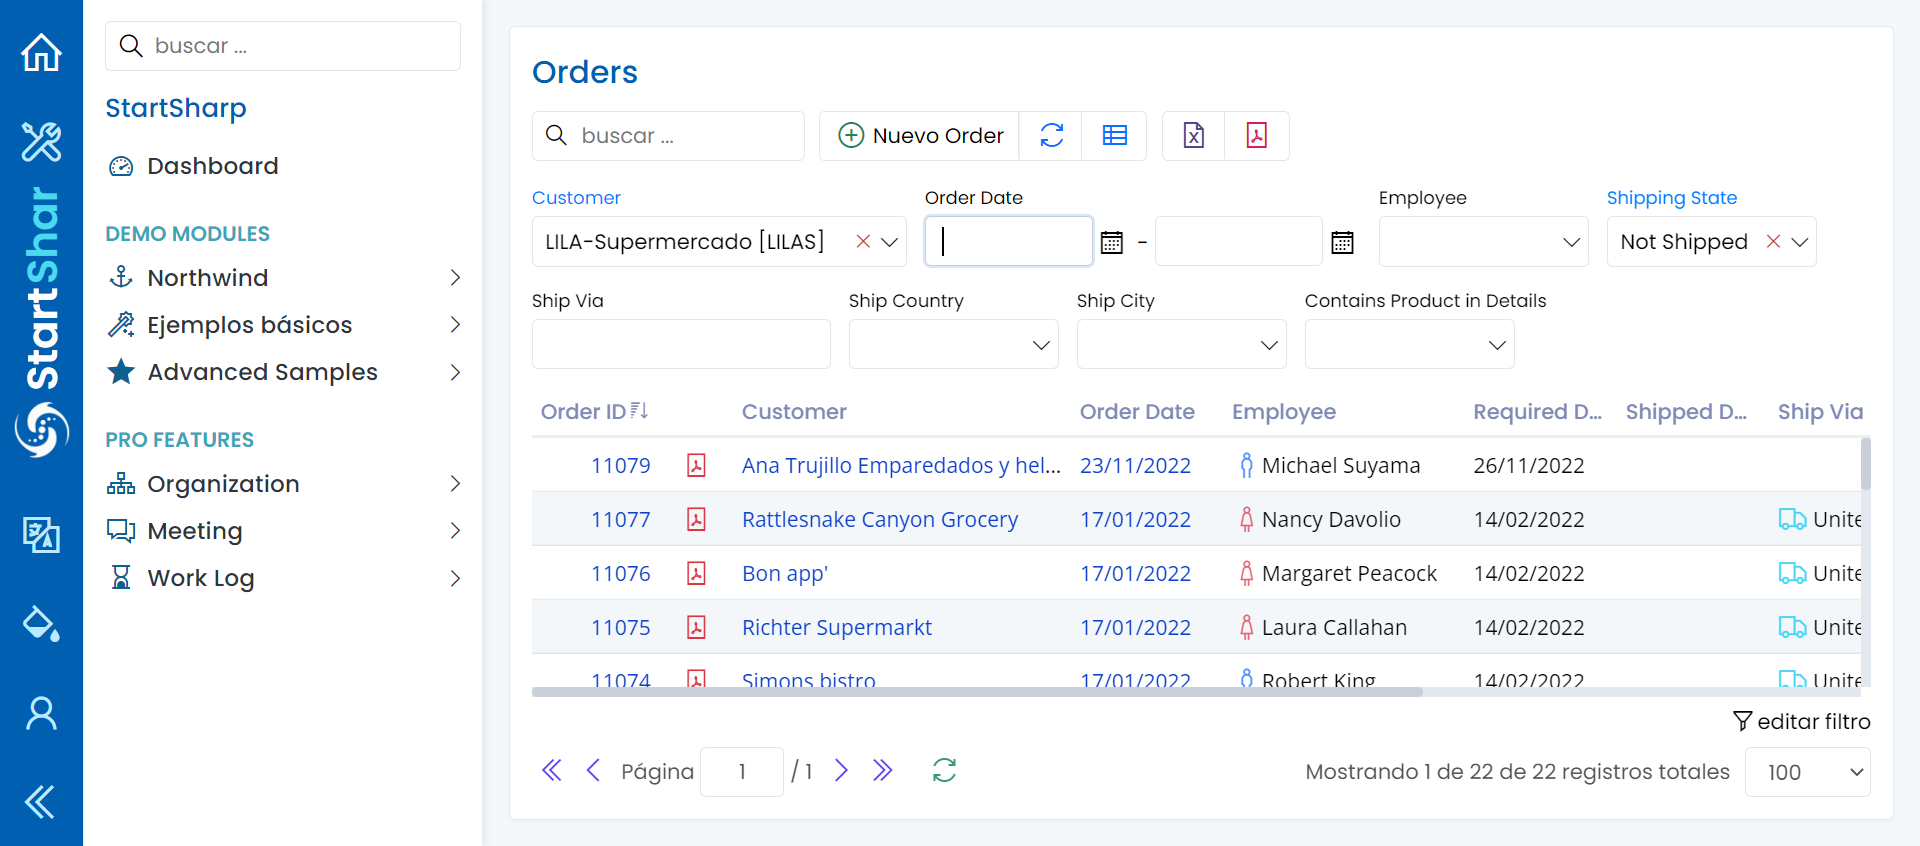 StartShar
buscar ...
StartSharp
Dashboard
DEMO MODULES
Northwind
Ejemplos básicos
Advanced Samples
PRO FEATURES
Organization
Meeting
Work Log
Orders
buscar ...
Nuevo Order
Customer
Order Date
Employee
Shipping State
LILA-Supermercado [LILAS]
-
Not Shipped
Ship Via
Ship Country
Ship City
Contains Product in Details
Order ID Customer Order Date Employee Required D... Shipped D... Ship Via
11079 Ana Trujillo Emparedados y hel... 23/11/2022 Michael Suyama 26/11/2022
11077 Rattlesnake Canyon Grocery 17/01/2022 Nancy Davolio 14/02/2022 Unite
11076 Bon app' 17/01/2022 Margaret Peacock 14/02/2022 Unite
11075 Richter Supermarkt 17/01/2022 Laura Callahan 14/02/2022 Unite
11074 Simons bistro 17/01/2022 Robert King 14/02/2022 Unite
editar filtro
Página 1 / 1
Mostrando 1 de 22 de 22 registros totales 100